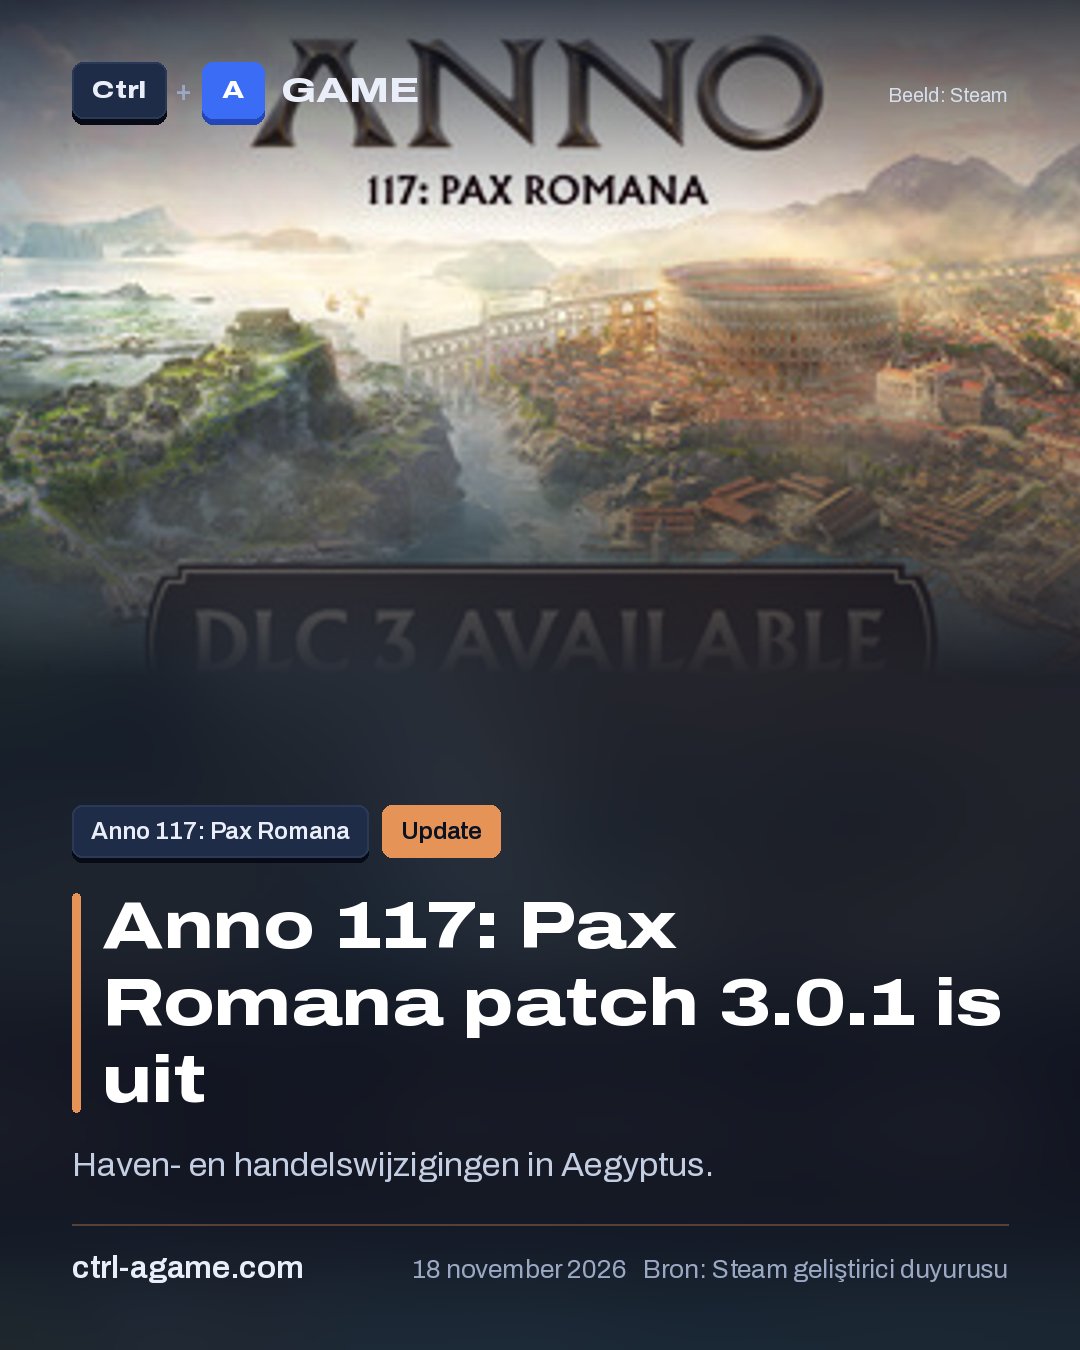 ANNO
Ctrl + A GAME
Beeld: Steam
117: PAX ROMANA
DLC 3 AVAILABLE
Anno 117: Pax Romana
Update
Anno 117: Pax
Romana patch 3.0.1 is
uit
Haven- en handelswijzigingen in Aegyptus.
ctrl-agame.com
18 november 2026 Bron: Steam geliştirici duyurusu